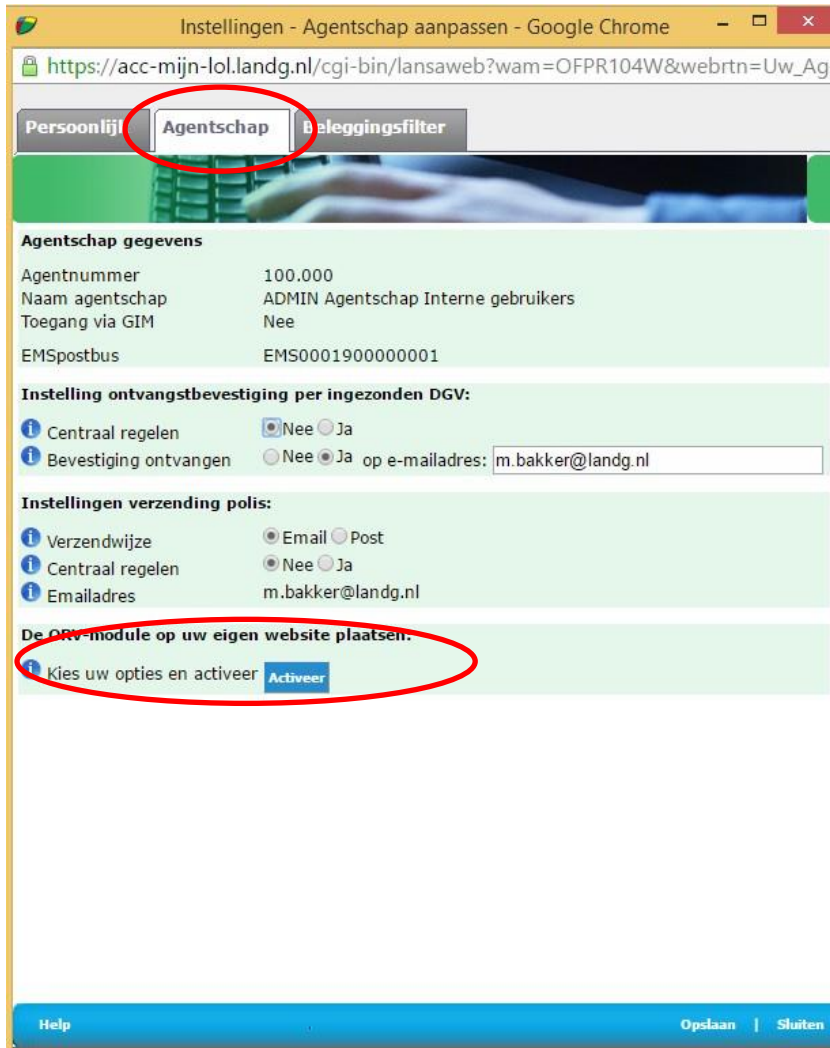 Instellingen - Agentschap aanpassen - Google Chrome
https://acc-mijn-lol.landg.nl/cgi-bin/lansaweb?wam=OFPR104W&webrtn=Uw_Ag
Persoonlijk Agentschap Beleggingsfilter
Agentschap gegevens
Agentnummer 100.000
Naam agentschap ADMIN Agentschap Interne gebruikers
Toegang via GIM Nee
EMSpostbus EMS0001900000001
Instelling ontvangstbevestiging per ingezonden DGV:
Centraal regelen Nee Ja
Bevestiging ontvangen Nee Ja op e-mailadres: m.bakker@landg.nl
Instellingen verzending polis:
Verzendwijze Email Post
Centraal regelen Nee Ja
Emailadres m.bakker@landg.nl
De ORV-module op uw eigen website plaatsen:
Kies uw opties en activeer Activeer
Help Opslaan | Sluiten